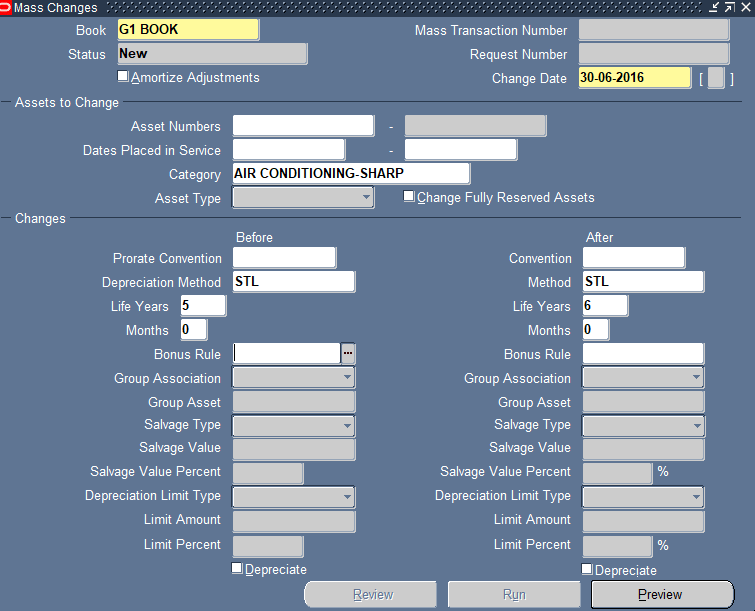 Mass Changes
Book G1 BOOK Mass Transaction Number
Status New Request Number
Amortize Adjustments Change Date 30-06-2016 [ ]
Assets to Change
Asset Numbers -
Dates Placed in Service -
Category AIR CONDITIONING-SHARP
Asset Type Change Fully Reserved Assets
Changes
Before After
Prorate Convention Convention
Depreciation Method STL Method STL
Life Years 5 Life Years 6
Months 0 Months 0
Bonus Rule ... Bonus Rule
Group Association Group Association
Group Asset Group Asset
Salvage Type Salvage Type
Salvage Value Salvage Value
Salvage Value Percent Salvage Value Percent %
Depreciation Limit Type Depreciation Limit Type
Limit Amount Limit Amount
Limit Percent Limit Percent %
Depreciate Depreciate
Review Run Preview